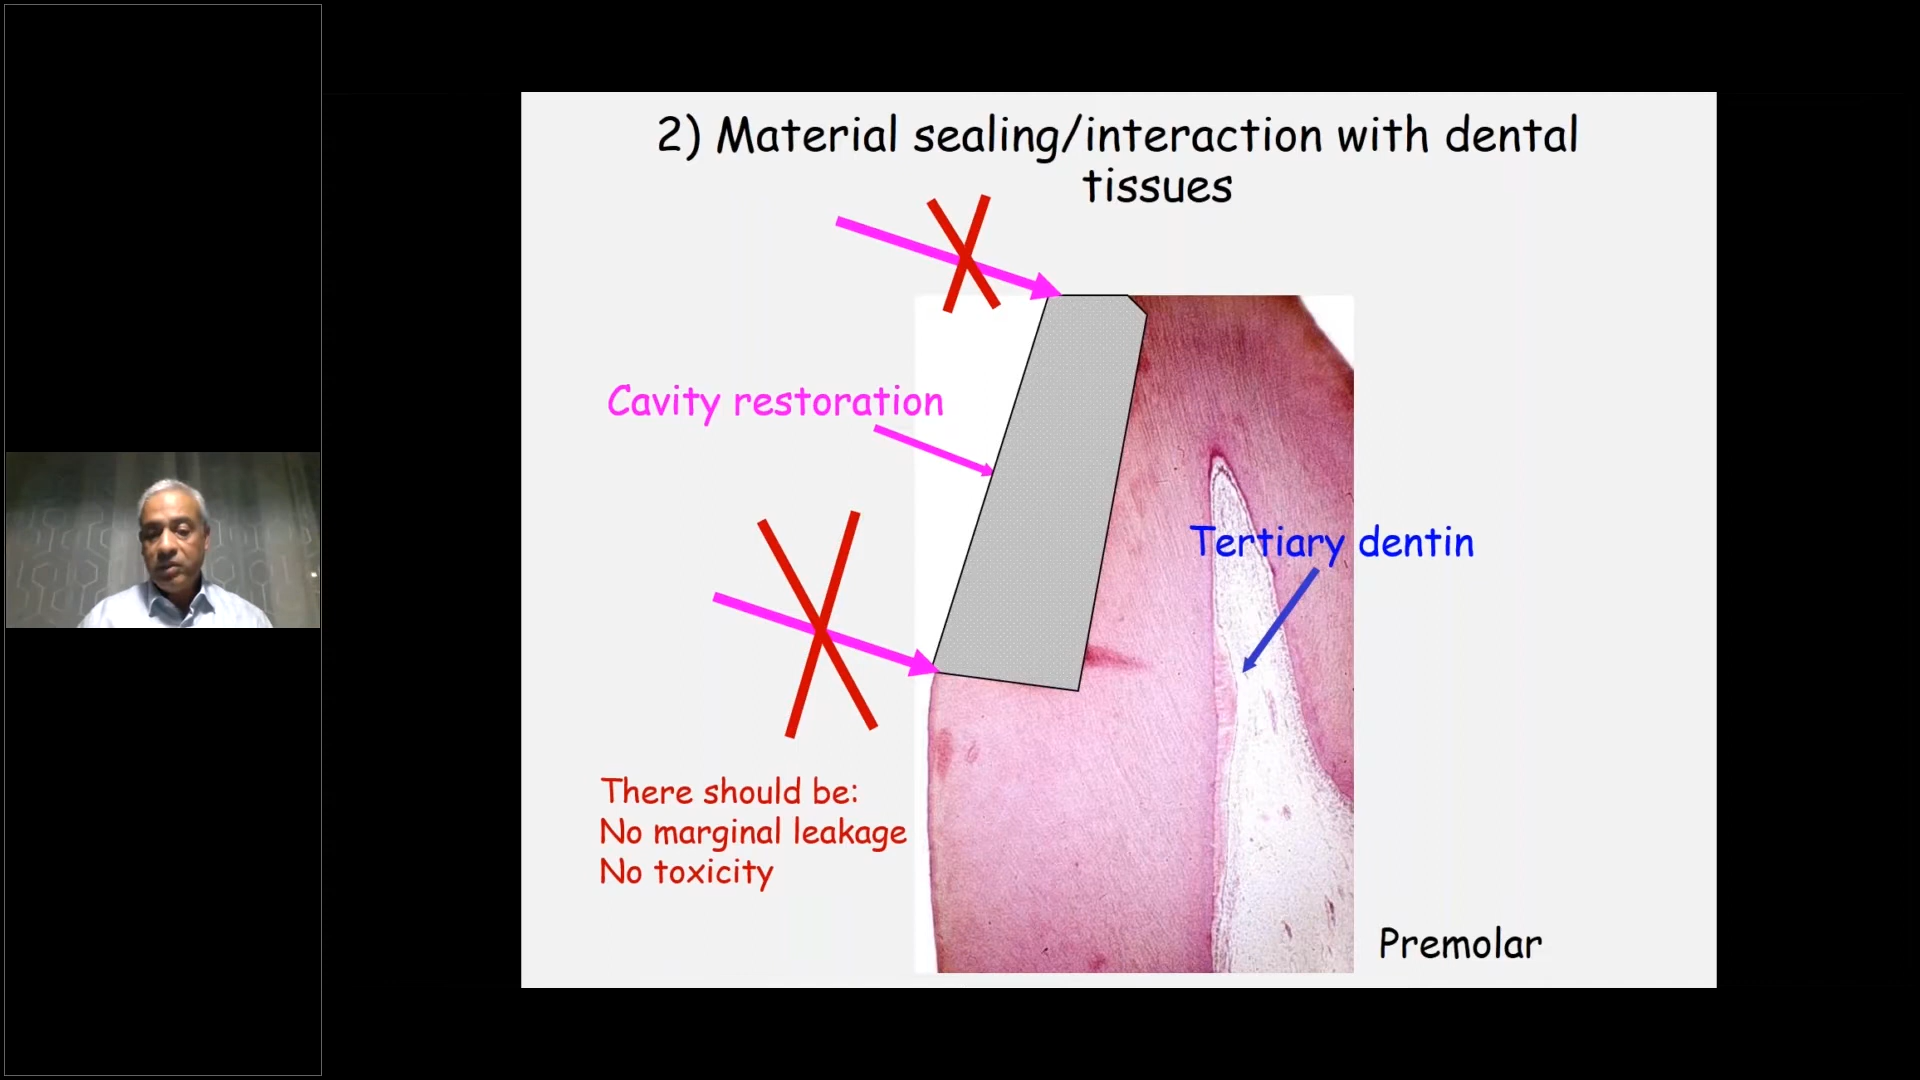 2) Material sealing/interaction with dental
tissues
Cavity restoration
Tertiary dentin
There should be:
No marginal leakage
No toxicity
Premolar